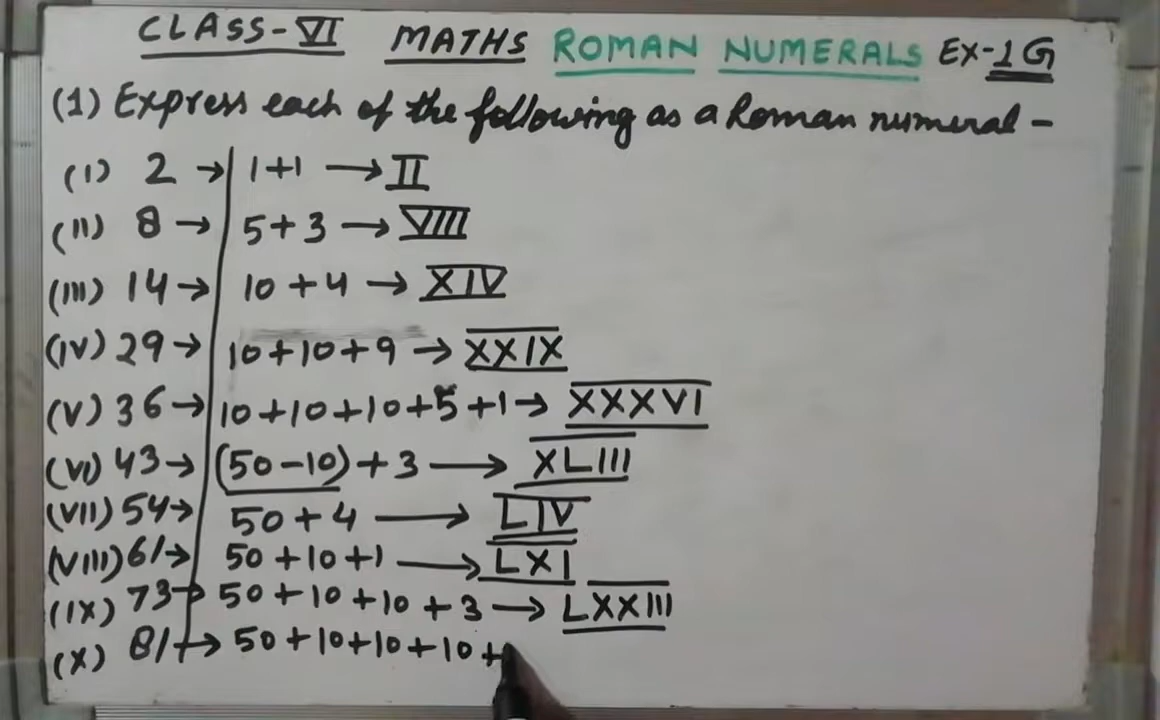 CLASS-VI MATHS ROMAN NUMERALS EX-1G
(1) Express each of the following as a Roman numeral -
(I) 2 → 1+1 → II
(II) 8 → 5+3 → VIII
(III) 14 → 10+4 → XIV
(IV) 29 → 10+10+9 → XXIX
(V) 36 → 10+10+10+5+1 → XXXVI
(VI) 43 → (50-10)+3 → XLIII
(VII) 54 → 50+4 → LIV
(VIII) 61 → 50+10+1 → LXI
(IX) 73 → 50+10+10+3 → LXXIII
(X) 81 → 50+10+10+10+